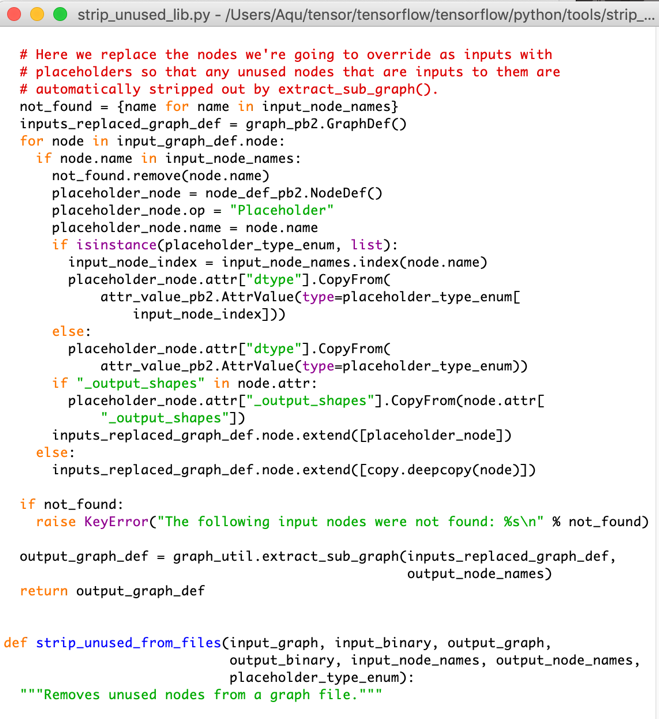 strip_unused_lib.py - /Users/Aqu/tensor/tensorflow/tensorflow/python/tools/strip_...
# Here we replace the nodes we're going to override as inputs with
# placeholders so that any unused nodes that are inputs to them are
# automatically stripped out by extract_sub_graph().
not_found = {name for name in input_node_names}
inputs_replaced_graph_def = graph_pb2.GraphDef()
for node in input_graph_def.node:
if node.name in input_node_names:
not_found.remove(node.name)
placeholder_node = node_def_pb2.NodeDef()
placeholder_node.op = "Placeholder"
placeholder_node.name = node.name
if isinstance(placeholder_type_enum, list):
input_node_index = input_node_names.index(node.name)
placeholder_node.attr["dtype"].CopyFrom(
attr_value_pb2.AttrValue(type=placeholder_type_enum[
input_node_index]))
else:
placeholder_node.attr["dtype"].CopyFrom(
attr_value_pb2.AttrValue(type=placeholder_type_enum))
if "_output_shapes" in node.attr:
placeholder_node.attr["_output_shapes"].CopyFrom(node.attr[
"_output_shapes"])
inputs_replaced_graph_def.node.extend([placeholder_node])
else:
inputs_replaced_graph_def.node.extend([copy.deepcopy(node)])
if not_found:
raise KeyError("The following input nodes were not found: %s\n" % not_found)
output_graph_def = graph_util.extract_sub_graph(inputs_replaced_graph_def,
output_node_names)
return output_graph_def
def strip_unused_from_files(input_graph, input_binary, output_graph,
output_binary, input_node_names, output_node_names,
placeholder_type_enum):
"""Removes unused nodes from a graph file."""